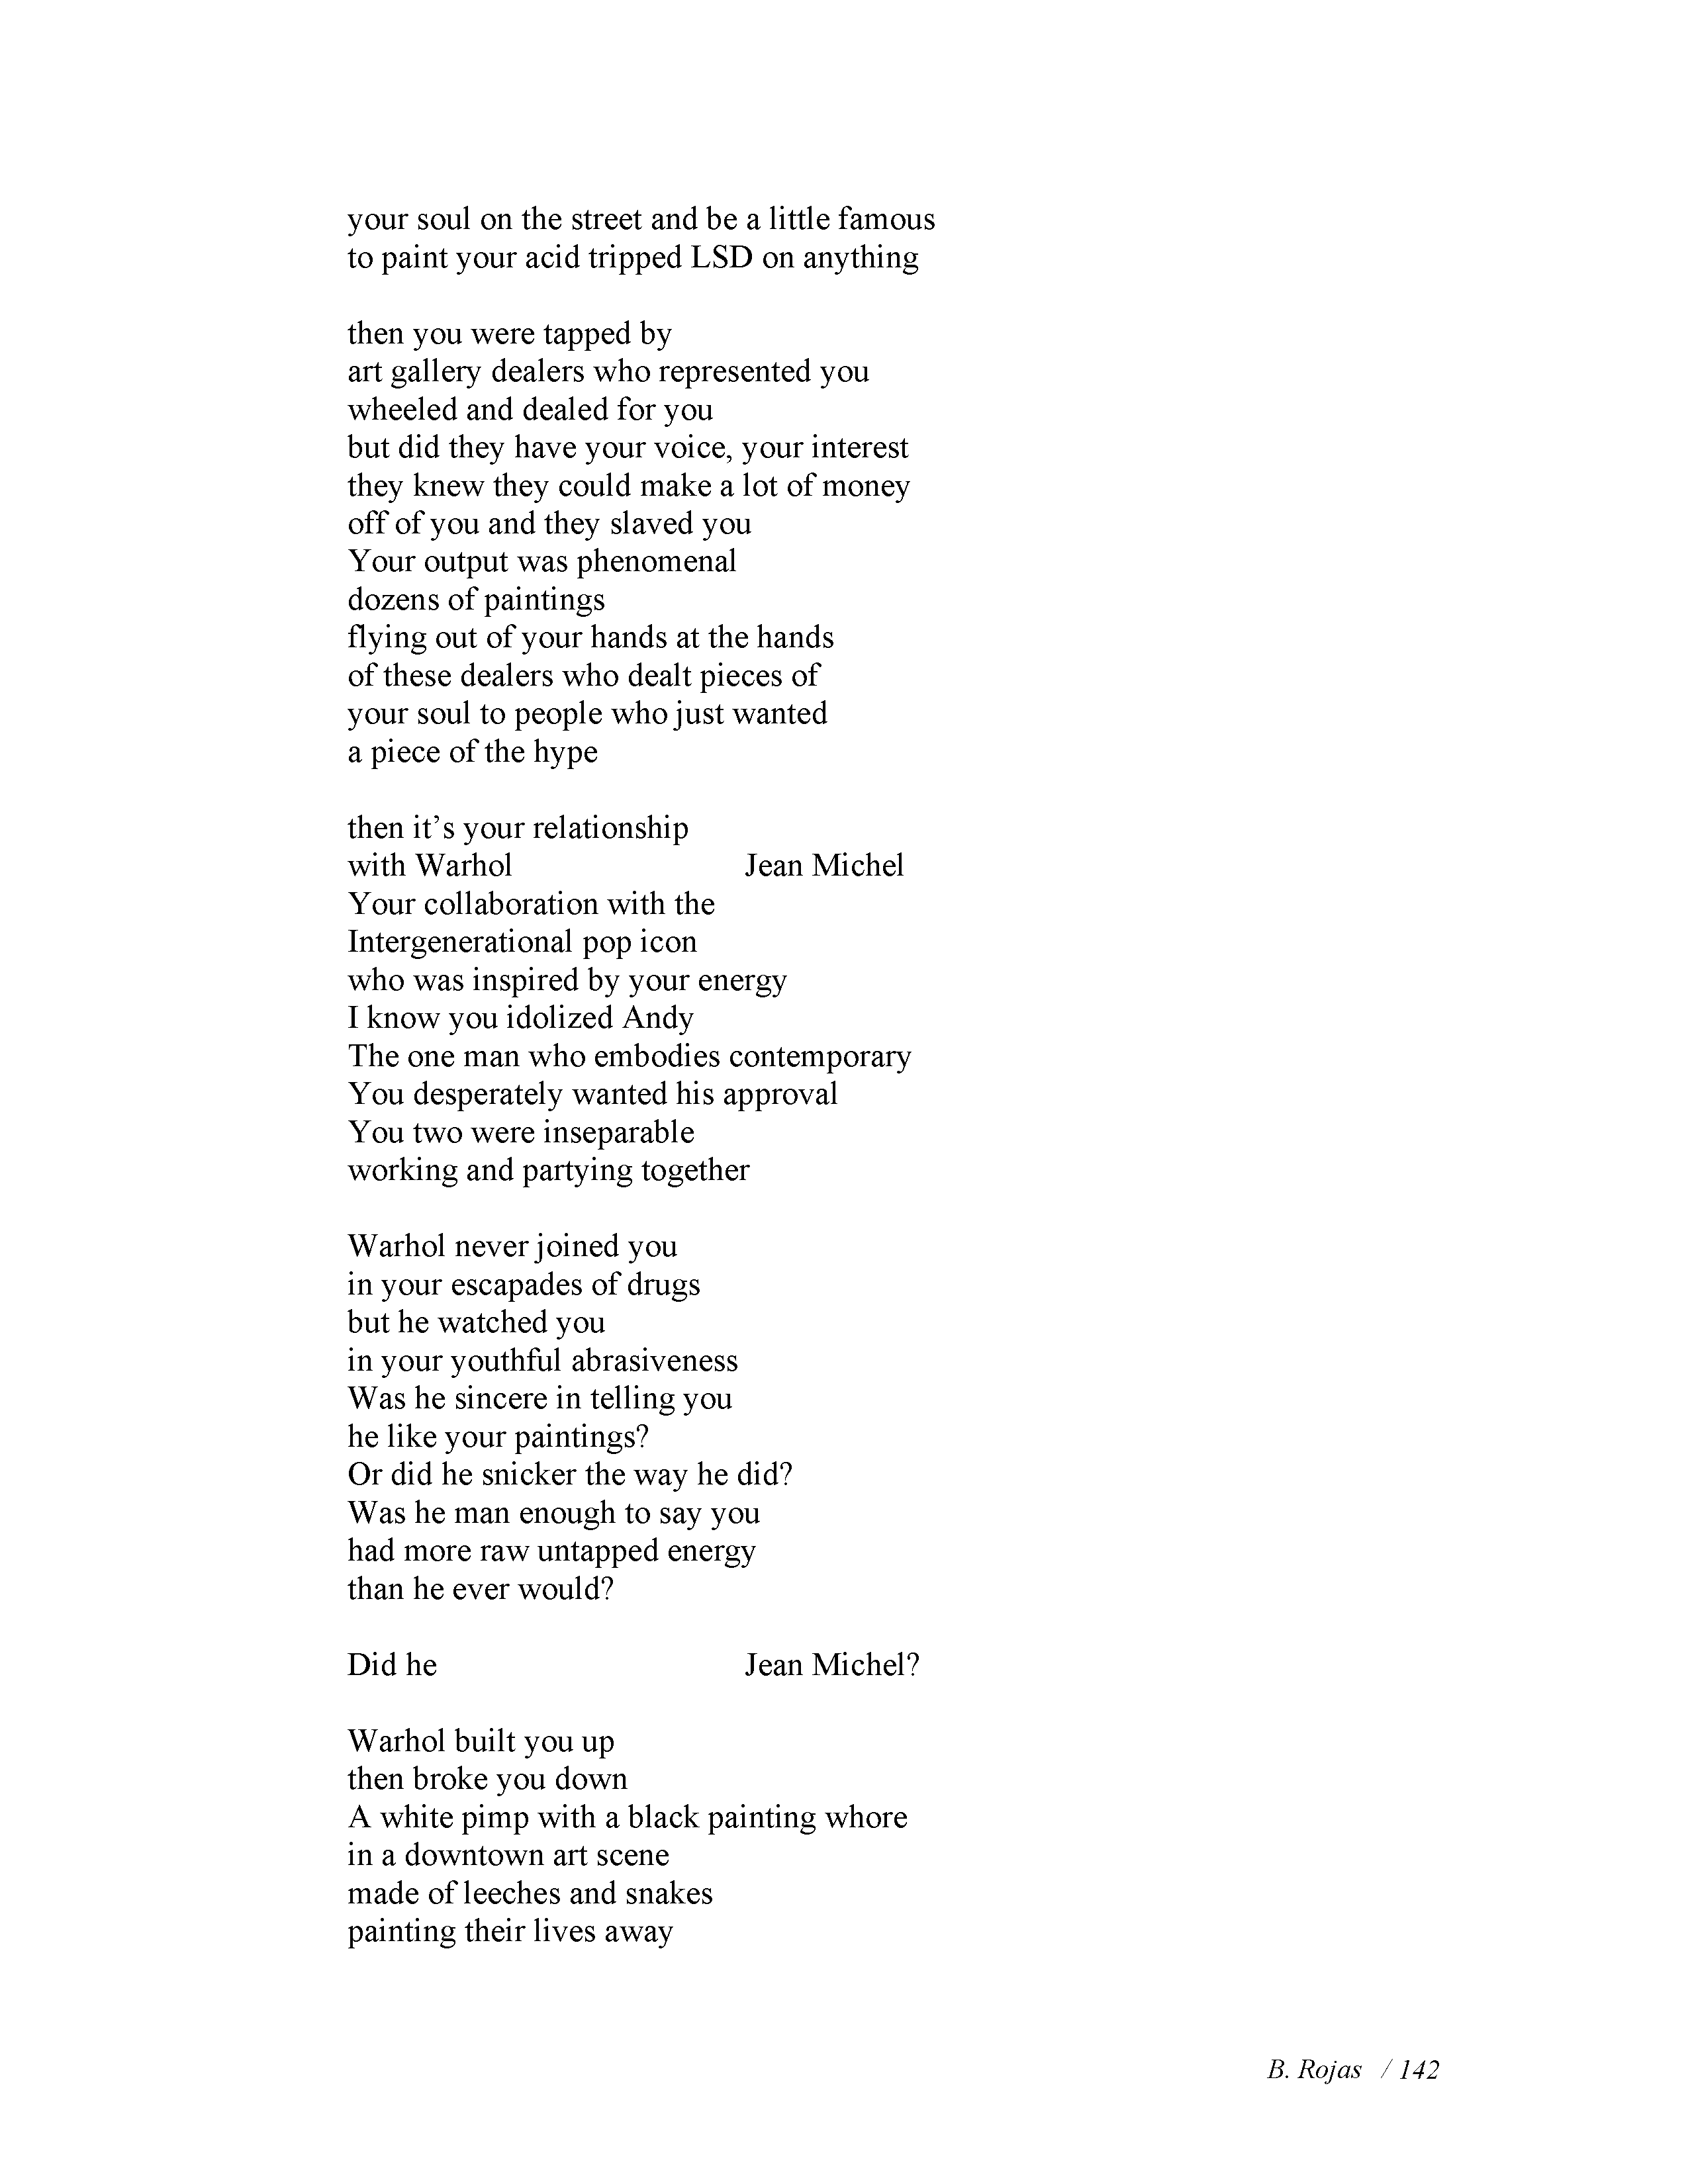 your soul on the street and be a little famous
to paint your acid tripped LSD on anything
then you were tapped by
art gallery dealers who represented you
wheeled and dealed for you
but did they have your voice, your interest
they knew they could make a lot of money
off of you and they slaved you
Your output was phenomenal
dozens of paintings
flying out of your hands at the hands
of these dealers who dealt pieces of
your soul to people who just wanted
a piece of the hype
then it’s your relationship
with Warhol Jean Michel
Your collaboration with the
Intergenerational pop icon
who was inspired by your energy
I know you idolized Andy
The one man who embodies contemporary
You desperately wanted his approval
You two were inseparable
working and partying together
Warhol never joined you
in your escapades of drugs
but he watched you
in your youthful abrasiveness
Was he sincere in telling you
he like your paintings?
Or did he snicker the way he did?
Was he man enough to say you
had more raw untapped energy
than he ever would?
Did he Jean Michel?
Warhol built you up
then broke you down
A white pimp with a black painting whore
in a downtown art scene
made of leeches and snakes
painting their lives away
B. Rojas / 142